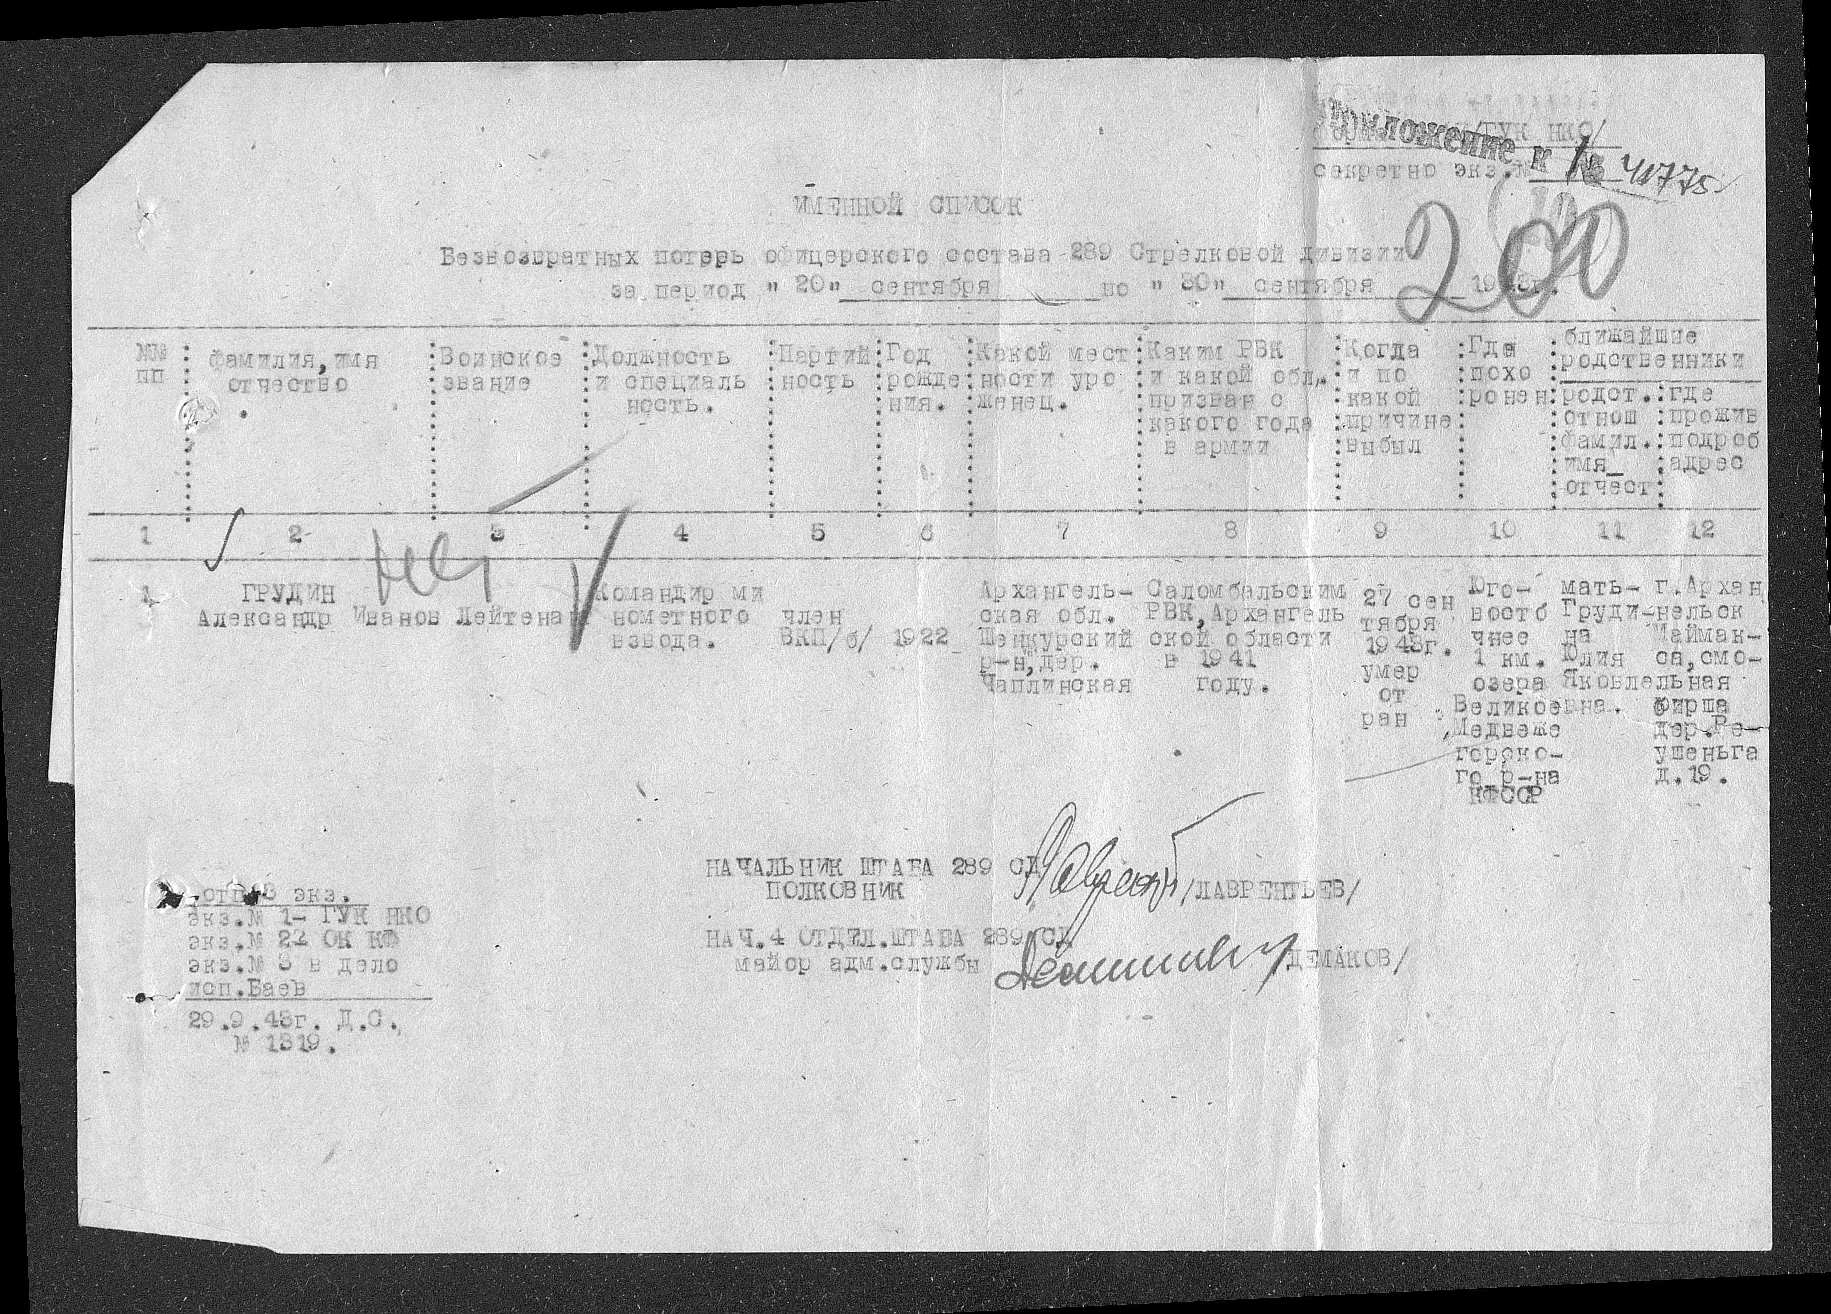 Приложение к № 41775
ГУК НКО
секретно экз.№
200
ИМЕННОЙ СПИСОК
Безвозвратных потерь офицерского состава 289 Стрелковой дивизии
за период "20" сентября по "30" сентября 1943г.
№№ пп
фамилия,имя отчество
Воинское звание
Должность и специаль ность.
Партий ность
Год рожде ния.
Какой мест ности уро женец.
Каким РВК и какой обл. призван с какого года в армии
Когда и по какой причине выбыл
Где похо ронен
ближайшие родственники
родст. отнош фамил. имя_ отчест
где прожив подроб адрес
1 2 3 4 5 6 7 8 9 10 11 12
1
ГРУДИН
Александр Иванов
Лейтенант
Командир ми
нометного
взвода.
член
ВКП/б/
1922
Архангель-
ская обл.
Шенкурский
р-н,дер.
Чаплинская
Саломбальским
РВК,Архангель
ской области
в 1941
году.
27 сен
тября
1943г.
умер
от
ран
Юго-
востб
чнее
1 км.
озера
Великое
,Медвеже
горско-
го р-на
КФССР
мать-
Груди-
на
Юлия
Яковле
вна.
г.Архан
нельск
Маймак-
са,смо-
льная
бирша
дер.Ре-
ушеньга
д.19.
НАЧАЛЬНИК ШТАБА 289 СД
ПОЛКОВНИК /ЛАВРЕНТЬЕВ/
НАЧ.4 ОТДЕЛ.ШТАБА 289 СД
майор адм.службы /ДЕМАКОВ/
отп.3 экз.
экз.№ 1- ГУК НКО
экз.№ 2 ОК КФ
экз.№ 3 в дело
исп.Баев
29.9.43г. Д.С.
№ 1319.